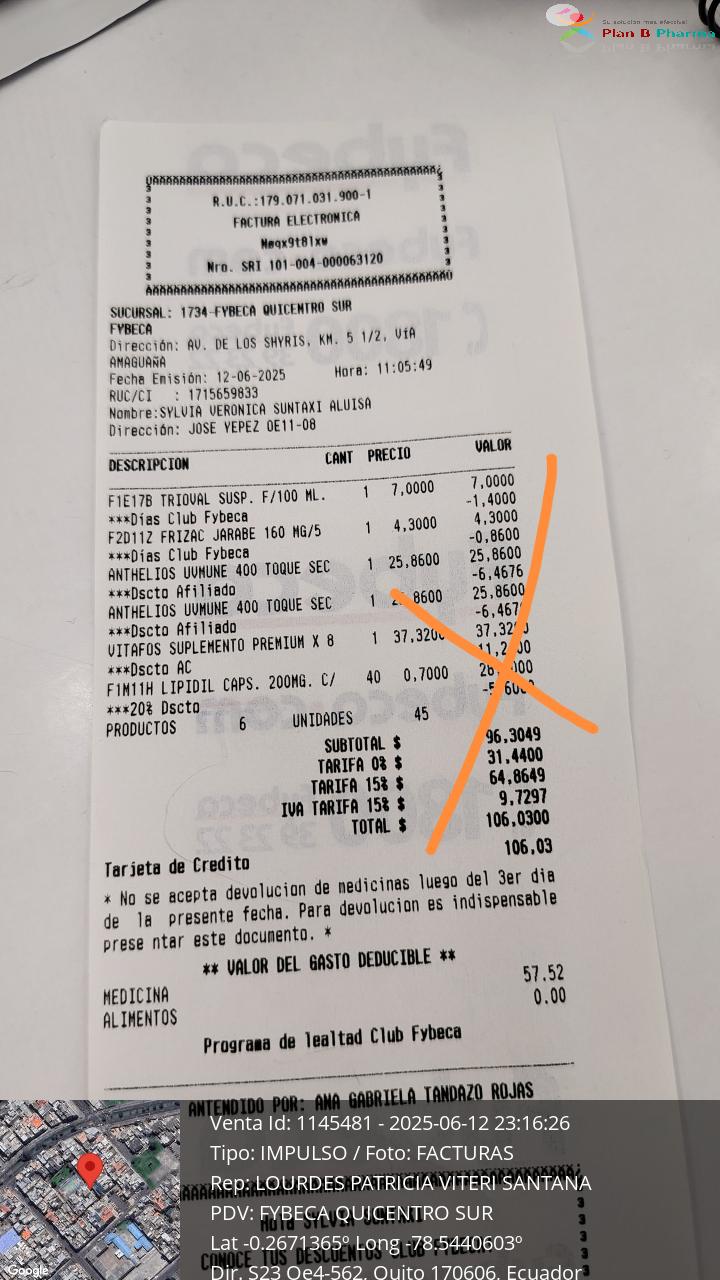 Su solución más efectiva!
Plan B Pharma
R.U.C.:179.071.031.900-1
FACTURA ELECTRONICA
Nmqx9t8lxw
Nro. SRI 101-004-000063120
SUCURSAL: 1734-FYBECA QUICENTRO SUR
FYBECA
Dirección: AV. DE LOS SHYRIS, KM. 5 1/2, VíA
AMAGUAÑA
Fecha Emisión: 12-06-2025 Hora: 11:05:49
RUC/CI : 1715659833
Nombre:SYLVIA VERONICA SUNTAXI ALUISA
Dirección: JOSE YEPEZ OE11-08
DESCRIPCION CANT PRECIO VALOR
F1E17B TRIOVAL SUSP. F/100 ML. 1 7,0000 7,0000
***Días Club Fybeca -1,4000
F2D11Z FRIZAC JARABE 160 MG/5 1 4,3000 4,3000
***Días Club Fybeca -0,8600
ANTHELIOS UVMUNE 400 TOQUE SEC 1 25,8600 25,8600
***Dscto Afiliado -6,4676
ANTHELIOS UVMUNE 400 TOQUE SEC 1 25,8600
***Dscto Afiliado
VITAFOS SUPLEMENTO PREMIUM X 8 1
***Dscto AC
F1M11H LIPIDIL CAPS. 200MG. C/ 40 0,7000
***20% Dscto
PRODUCTOS 6 UNIDADES 45
SUBTOTAL $ 96.3049
TARIFA 0% $ 31.4400
TARIFA 15% $ 64,8649
IVA TARIFA 15% $ 9,7297
TOTAL $ 106,0300
Tarjeta de Credito 106,03
* No se acepta devolucion de medicinas luego del 3er dia
de la presente fecha. Para devolucion es indispensable
prese ntar este documento. *
** VALOR DEL GASTO DEDUCIBLE **
MEDICINA 57.52
ALIMENTOS 0.00
Programa de lealtad Club Fybeca
ANTENDIDO POR: ANA GABRIELA TANDAZO ROJAS
Venta Id: 1145481 - 2025-06-12 23:16:26
Tipo: IMPULSO / Foto: FACTURAS
Rep: LOURDES PATRICIA VITERI SANTANA
PDV: FYBECA QUICENTRO SUR
Lat -0.2671365º Long -78.5440603º
Dir. S23 Oe4-562, Quito 170606, Ecuador
Google